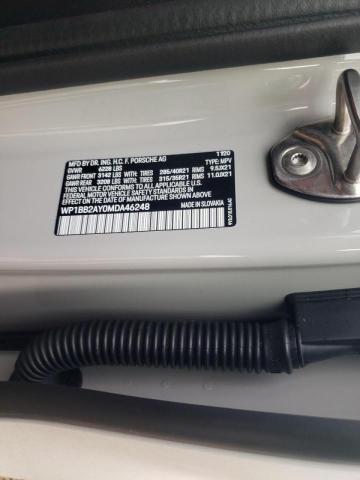 MFD BY DR. ING. H.C. F. PORSCHE AG 11/20
GVWR 6228 LBS TYPE: MPV
GAWR FRONT 3142 LBS WITH TIRES 285/40R21 RIMS 9.5JX21
GAWR REAR 3208 LBS WITH TIRES 315/35R21 RIMS 11.0JX21
THIS VEHICLE CONFORMS TO ALL APPLICABLE U.S.
FEDERAL MOTOR VEHICLE SAFETY STANDARDS IN EFFECT
ON THE DATE OF MANUFACTURE SHOWN ABOVE.
WP1BB2AY0MDA46248 MADE IN SLOVAKIA